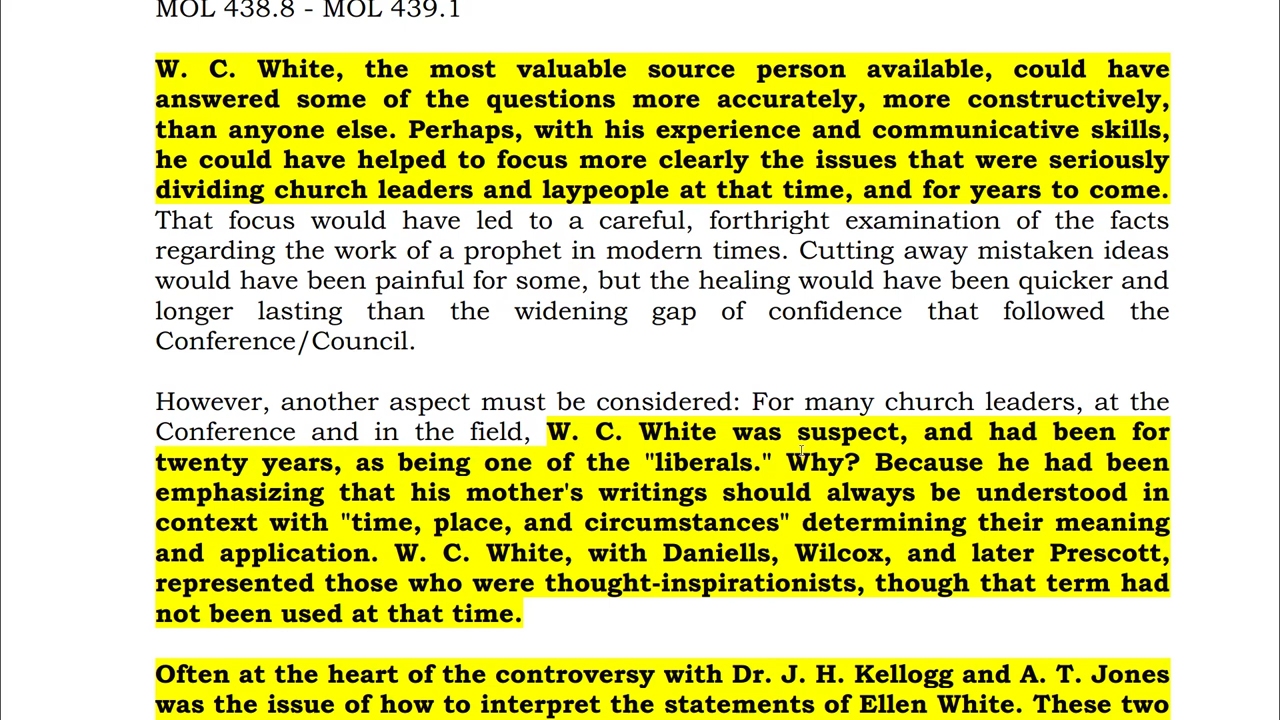 MOL 438.8 - MOL 439.1
W. C. White, the most valuable source person available, could have
answered some of the questions more accurately, more constructively,
than anyone else. Perhaps, with his experience and communicative skills,
he could have helped to focus more clearly the issues that were seriously
dividing church leaders and laypeople at that time, and for years to come.
That focus would have led to a careful, forthright examination of the facts
regarding the work of a prophet in modern times. Cutting away mistaken ideas
would have been painful for some, but the healing would have been quicker and
longer lasting than the widening gap of confidence that followed the
Conference/Council.
However, another aspect must be considered: For many church leaders, at the
Conference and in the field, W. C. White was suspect, and had been for
twenty years, as being one of the "liberals." Why? Because he had been
emphasizing that his mother's writings should always be understood in
context with "time, place, and circumstances" determining their meaning
and application. W. C. White, with Daniells, Wilcox, and later Prescott,
represented those who were thought-inspirationists, though that term had
not been used at that time.
Often at the heart of the controversy with Dr. J. H. Kellogg and A. T. Jones
was the issue of how to interpret the statements of Ellen White. These two